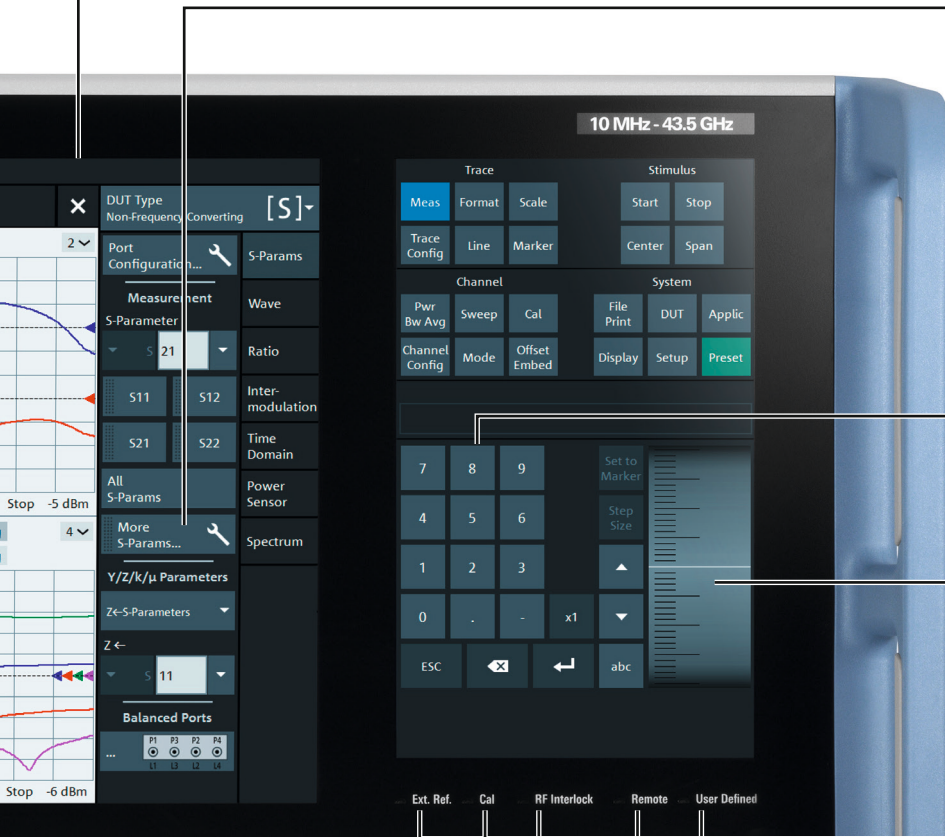 10 MHz - 43.5 GHz
DUT Type
Non-Frequency Converting
[S]
2
Port
Configuration...
S-Params
Measurement
S-Parameter
S 21
Wave
Ratio
S11 S12
Inter-
modulation
S21 S22
Time
Domain
All
S-Params
Power
Sensor
Stop -5 dBm
4
More
S-Params...
Spectrum
Y/Z/k/µ Parameters
Z←S-Parameters
Z ←
S 11
Balanced Ports
...
P1 P3 P2 P4
L1 L3 L2 L4
Stop -6 dBm
Trace
Meas Format Scale
Trace
Config
Line Marker
Stimulus
Start Stop
Center Span
Channel
Pwr
Bw Avg
Sweep Cal
Channel
Config
Mode
Offset
Embed
System
File
Print
DUT Applic
Display Setup Preset
7 8 9
Set to
Marker
4 5 6
Step
Size
1 2 3
0 . - x1
ESC abc
Ext. Ref. Cal RF Interlock Remote User Defined